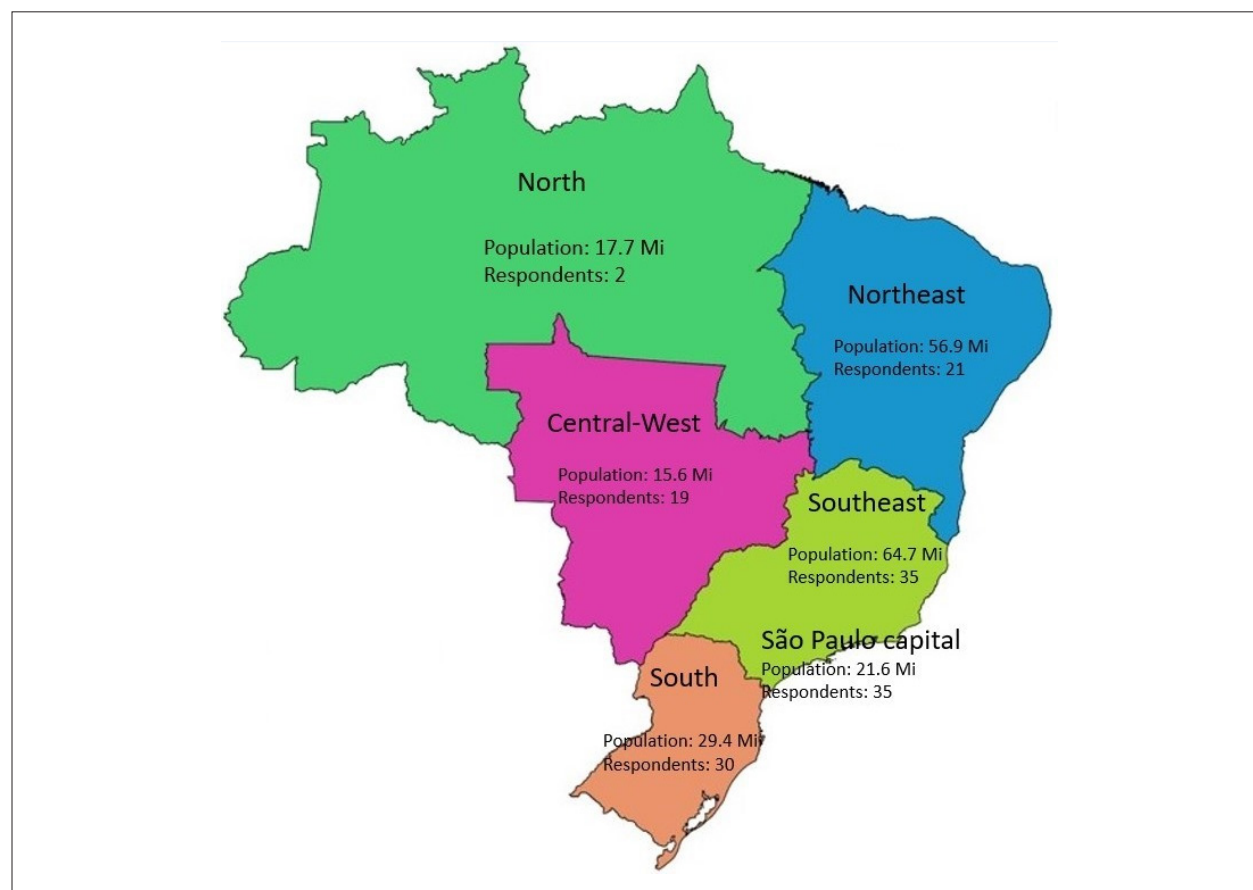 North
Population: 17.7 Mi
Respondents: 2
Northeast
Population: 56.9 Mi
Respondents: 21
Central-West
Population: 15.6 Mi
Respondents: 19
Southeast
Population: 64.7 Mi
Respondents: 35
São Paulo capital
Population: 21.6 Mi
Respondents: 35
South
Population: 29.4 Mi
Respondents: 30